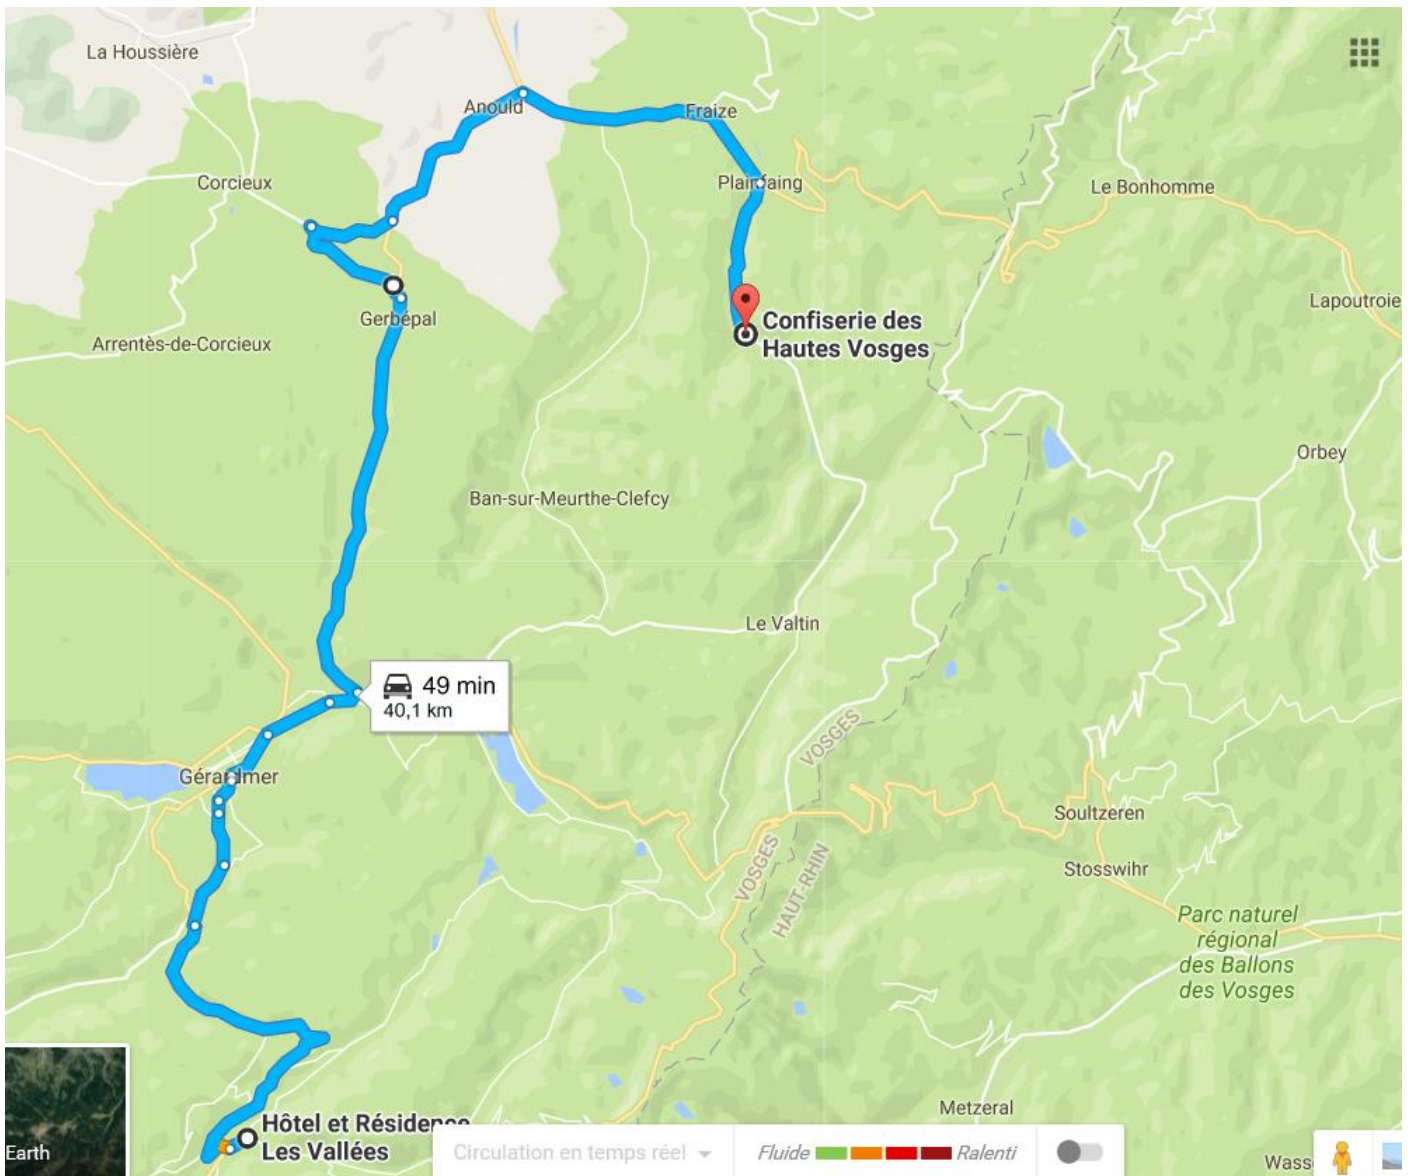 La Houssière
Anould
Fraize
Corcieux
Plainfaing
Le Bonhomme
Lapoutroie
Gerbépal
Confiserie des
Hautes Vosges
Arrentès-de-Corcieux
Orbey
Ban-sur-Meurthe-Clefcy
Le Valtin
49 min
40,1 km
VOSGES
Gérardmer
Soultzeren
VOSGES
HAUT-RHIN
Stosswihr
Parc naturel
régional
des Ballons
des Vosges
Metzeral
Hôtel et Résidence
Les Vallées
Earth
Circulation en temps réel
Fluide
Ralenti
Wass